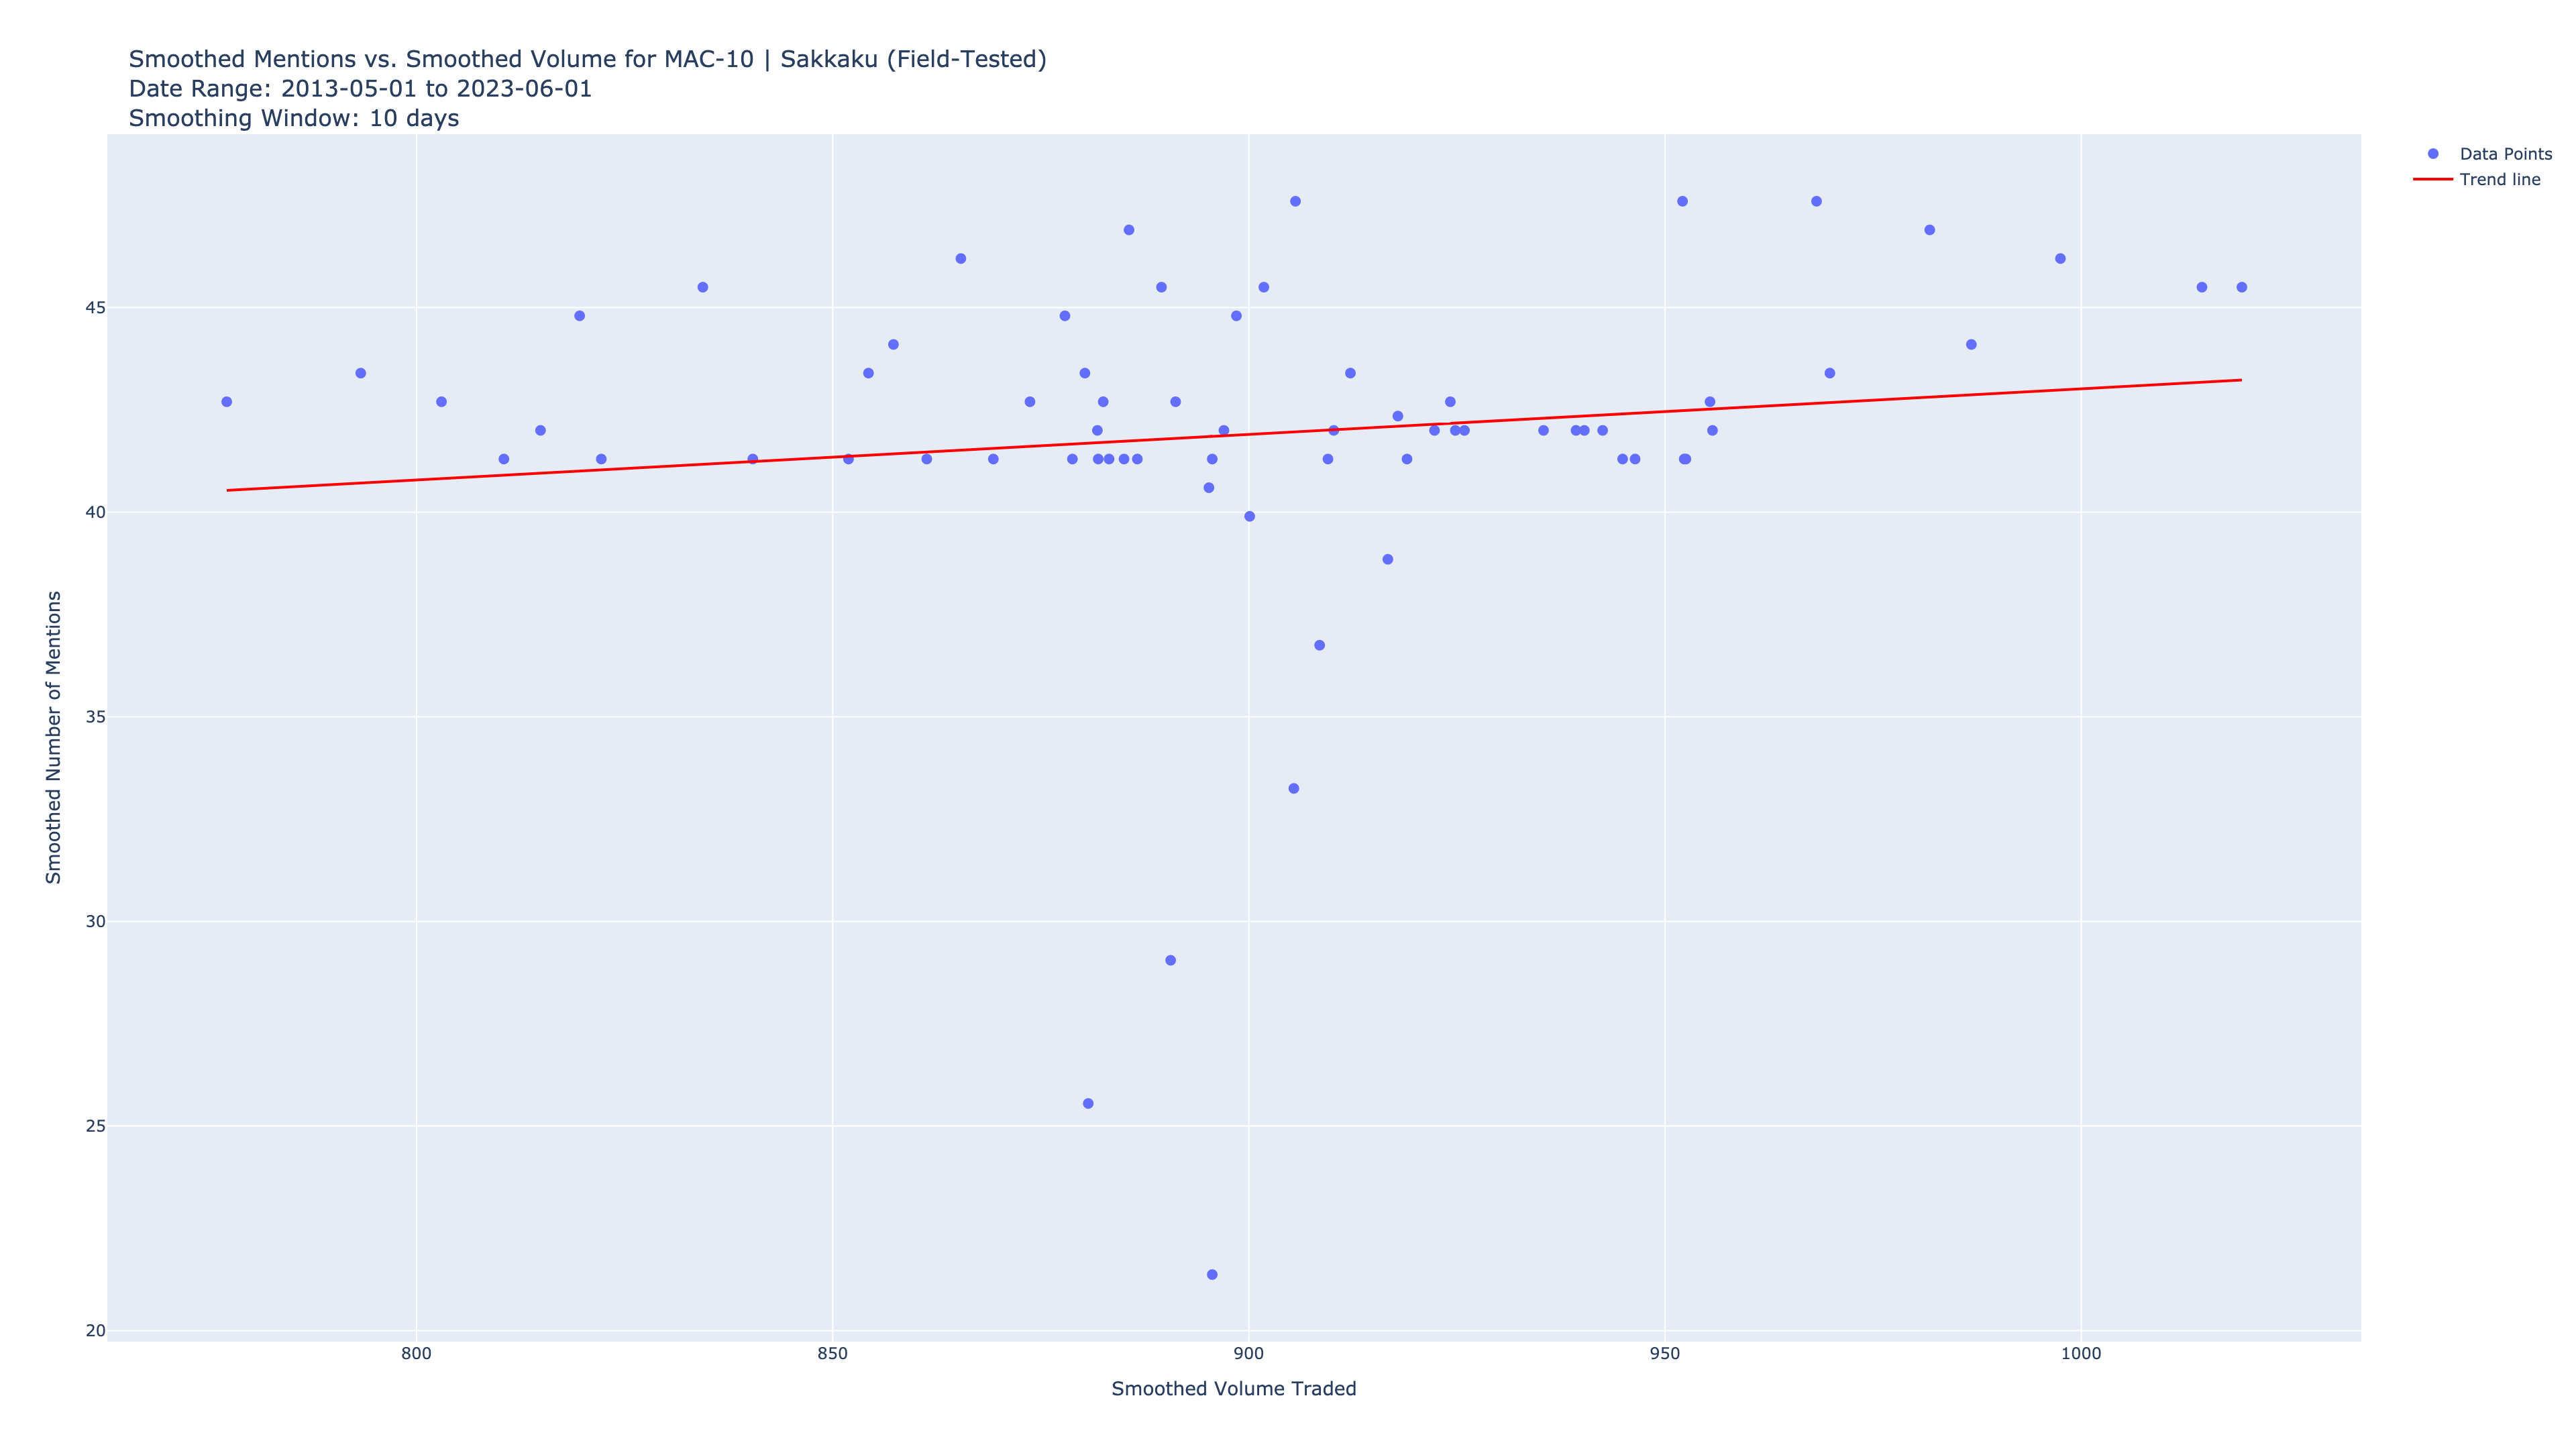 Smoothed Mentions vs. Smoothed Volume for MAC-10 | Sakkaku (Field-Tested)
Date Range: 2013-05-01 to 2023-06-01
Smoothing Window: 10 days
Data Points
Trend line
45
40
35
30
25
20
Smoothed Number of Mentions
800
850
900
950
1000
Smoothed Volume Traded